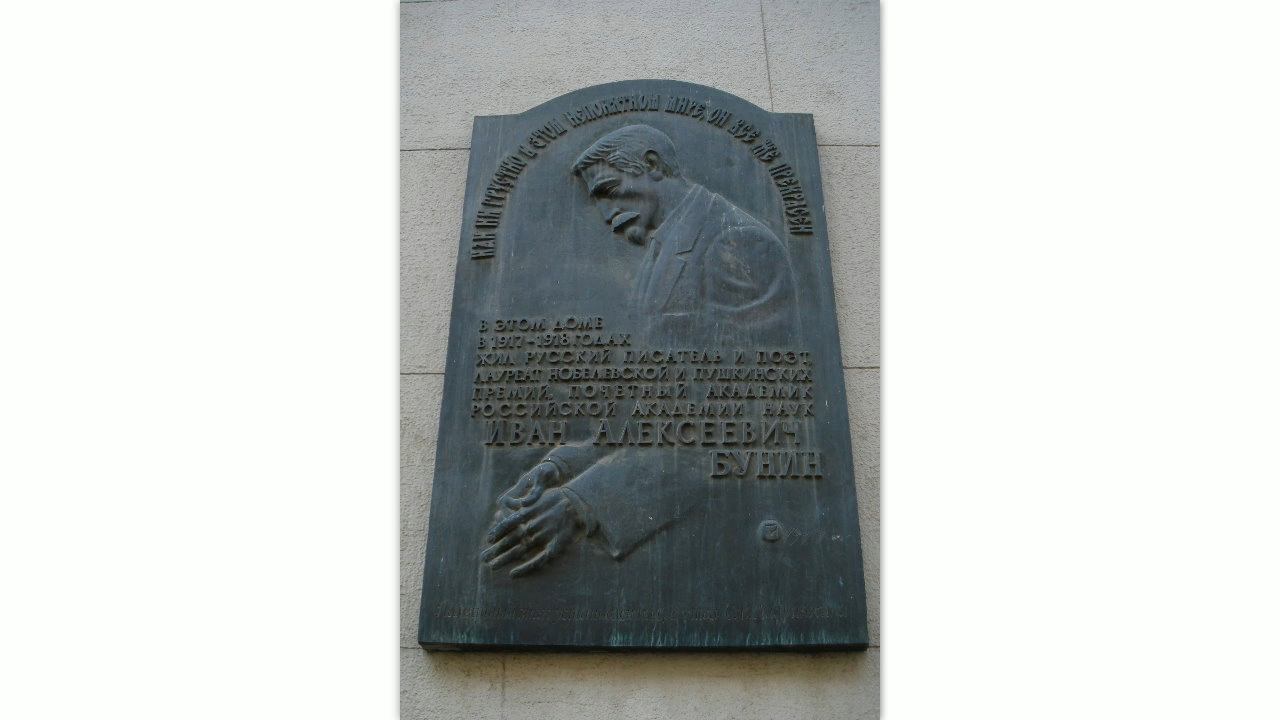 КАК НИ ГРУСТНО В ЭТОМ НЕПОНЯТНОМ МИРЕ, ОН ВСЕ ЖЕ ПРЕКРАСЕН
В ЭТОМ ДОМЕ
В 1917-1918 ГОДАХ
ЖИЛ РУССКИЙ ПИСАТЕЛЬ И ПОЭТ,
ЛАУРЕАТ НОБЕЛЕВСКОЙ И ПУШКИНСКИХ
ПРЕМИЙ, ПОЧЕТНЫЙ АКАДЕМИК
РОССИЙСКОЙ АКАДЕМИИ НАУК
ИВАН АЛЕКСЕЕВИЧ
БУНИН